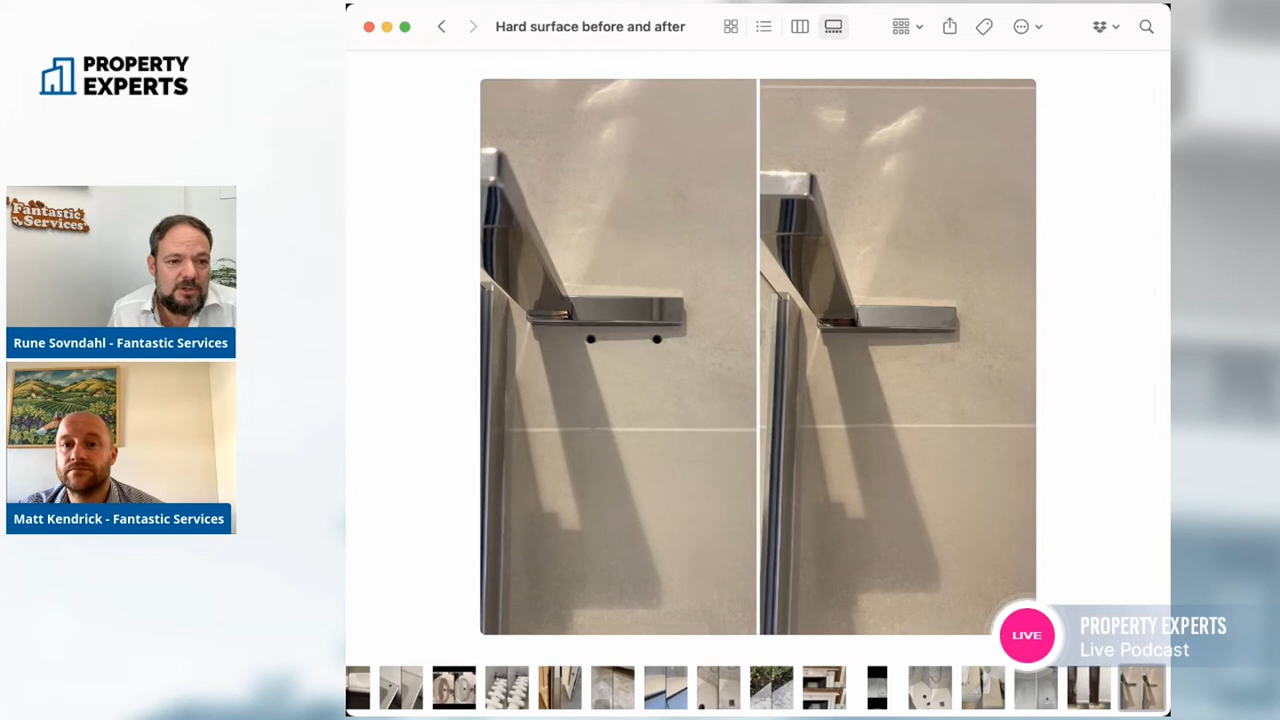 PROPERTY
EXPERTS
Hard surface before and after
Fantastic
Services
Rune Sovndahl - Fantastic Services
Matt Kendrick - Fantastic Services
LIVE
PROPERTY EXPERTS
Live Podcast